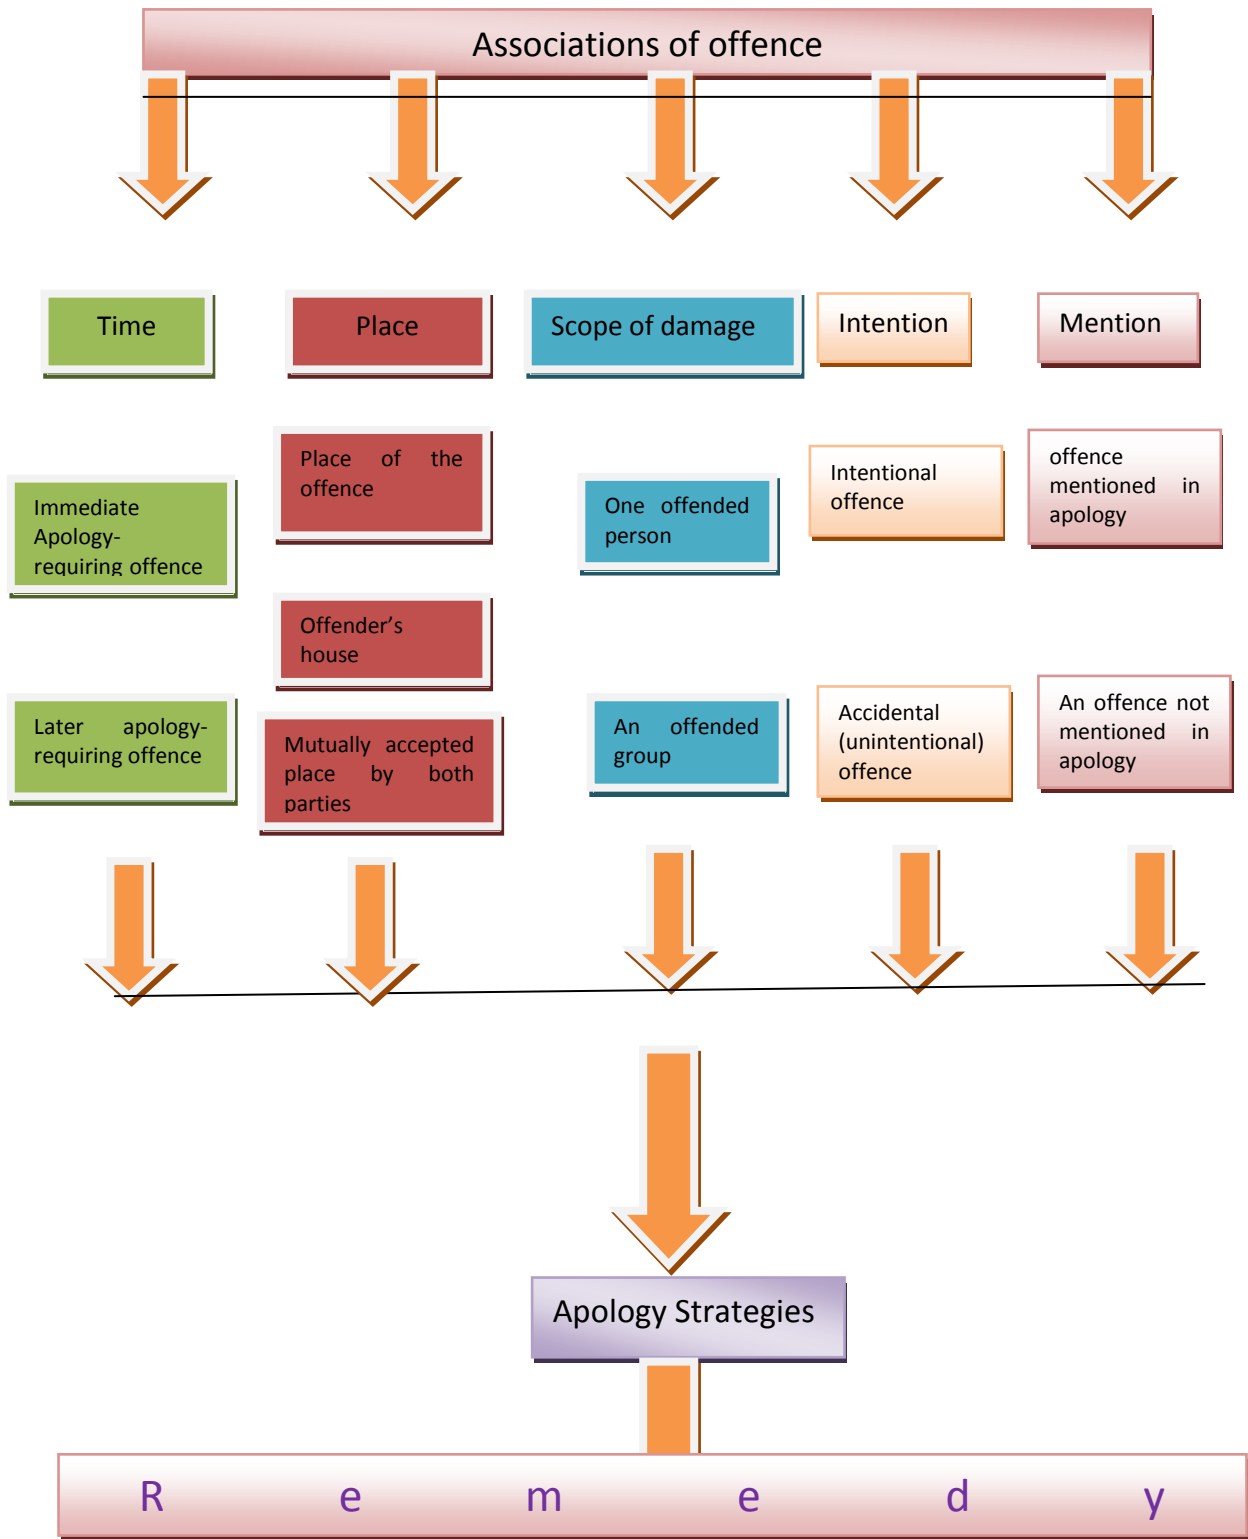 Associations of offence
Time
Place
Scope of damage
Intention
Mention
Immediate
Apology-
requiring offence
Later apology-
requiring offence
Place of the
offence
Offender’s
house
Mutually accepted
place by both
parties
One offended
person
An offended
group
Intentional
offence
Accidental
(unintentional)
offence
offence
mentioned in
apology
An offence not
mentioned in
apology
Apology Strategies
R e m e d y